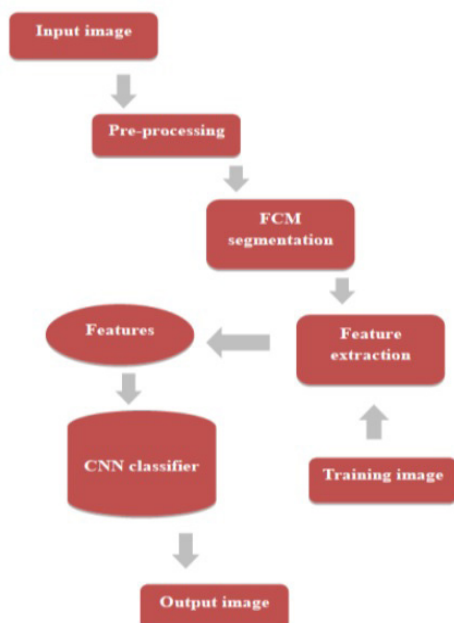 Input image
Pre-processing
FCM
segmentation
Features
Feature
extraction
CNN classifier
Training image
Output image